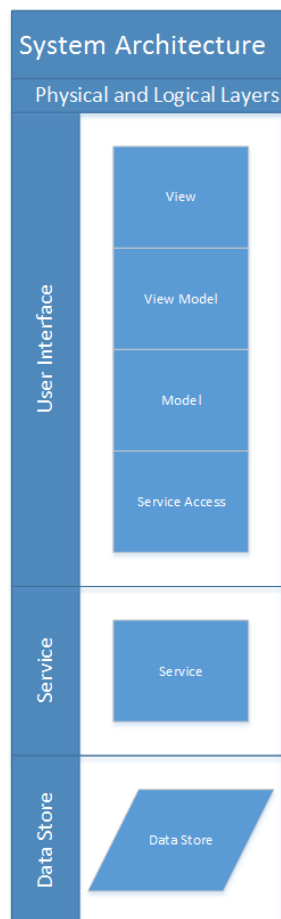 System Architecture
Physical and Logical Layers
User Interface
View
View Model
Model
Service Access
Service
Service
Data Store
Data Store